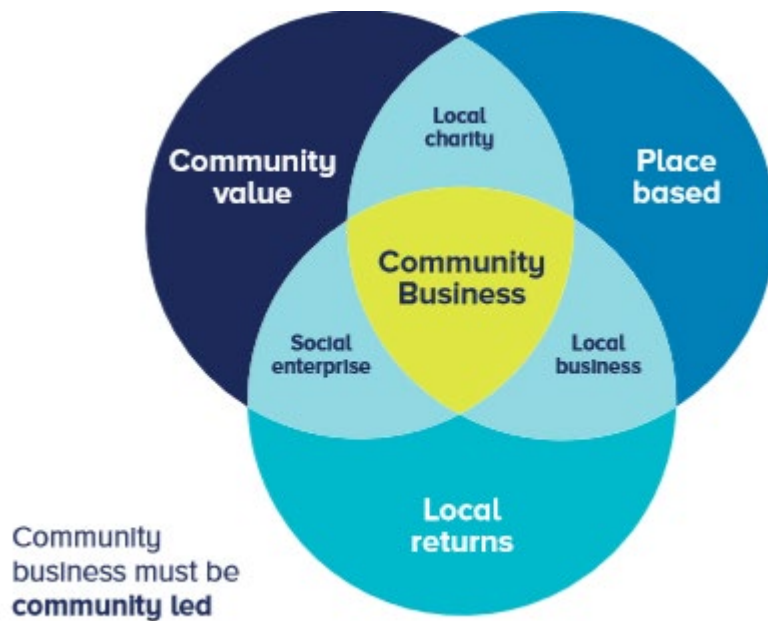 Local
charity
Community
value
Place
based
Community
Business
Social
enterprise
Local
business
Local
returns
Community
business must be
community led